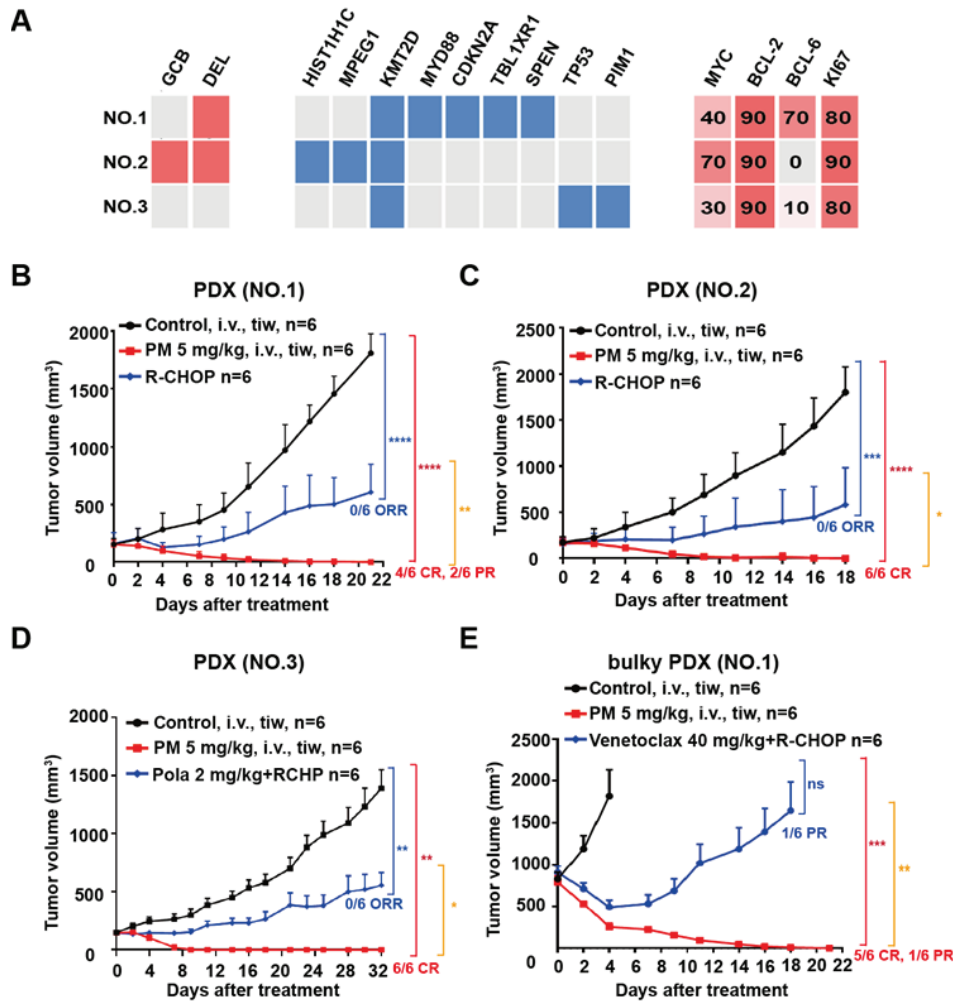 A
GCB DEL HIST1H1C MPEG1 KMT2D MYD88 CDKN2A TBL1XR1 SPEN TP53 PIM1 MYC BCL-2 BCL-6 KI67
NO.1 40 90 70 80
NO.2 70 90 0 90
NO.3 30 90 10 80
B
PDX (NO.1)
Control, i.v., tiw, n=6
PM 5 mg/kg, i.v., tiw, n=6
R-CHOP n=6
Tumor volume (mm³)
2000
1500
1000
500
0
****
****
**
0/6 ORR
4/6 CR, 2/6 PR
0 2 4 6 8 10 12 14 16 18 20 22
Days after treatment
C
PDX (NO.2)
Control, i.v., tiw, n=6
PM 5 mg/kg, i.v., tiw, n=6
R-CHOP n=6
Tumor volume (mm³)
2500
2000
1500
1000
500
0
***
****
*
0/6 ORR
6/6 CR
0 2 4 6 8 10 12 14 16 18
Days after treatment
D
PDX (NO.3)
Control, i.v., tiw, n=6
PM 5 mg/kg, i.v., tiw, n=6
Pola 2 mg/kg+RCHP n=6
Tumor volume (mm³)
2000
1500
1000
500
0
**
**
*
0/6 ORR
6/6 CR
0 4 8 12 16 21 24 28 32
Days after treatment
E
bulky PDX (NO.1)
Control, i.v., tiw, n=6
PM 5 mg/kg, i.v., tiw, n=6
Venetoclax 40 mg/kg+R-CHOP n=6
Tumor volume (mm³)
2500
2000
1500
1000
500
0
ns
***
**
1/6 PR
5/6 CR, 1/6 PR
0 2 4 6 8 10 12 14 16 18 20 22
Days after treatment